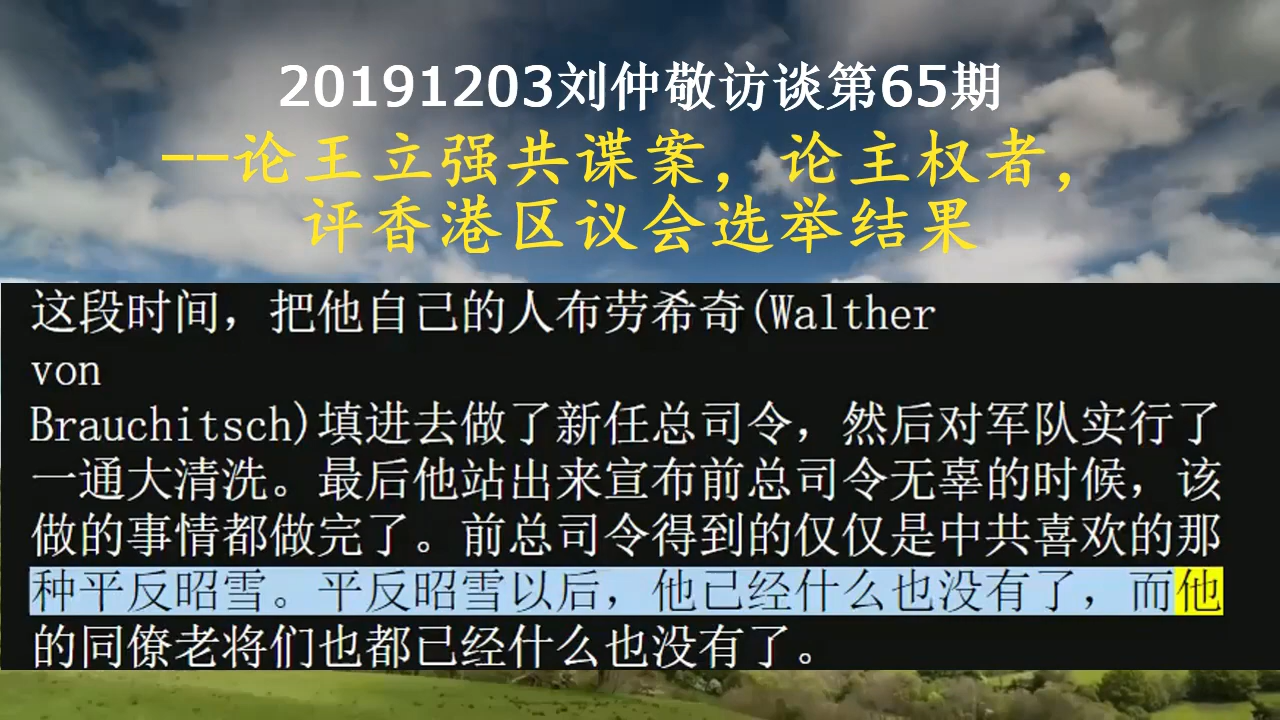 20191203刘仲敬访谈第65期
--论王立强共谍案，论主权者，
评香港区议会选举结果
这段时间，把他自己的人布劳希奇(Walther
von
Brauchitsch)填进去做了新任总司令，然后对军队实行了
一通大清洗。最后他站出来宣布前总司令无辜的时候，该
做的事情都做完了。前总司令得到的仅仅是中共喜欢的那
种平反昭雪。平反昭雪以后，他已经什么也没有了，而他
的同僚老将们也都已经什么也没有了。